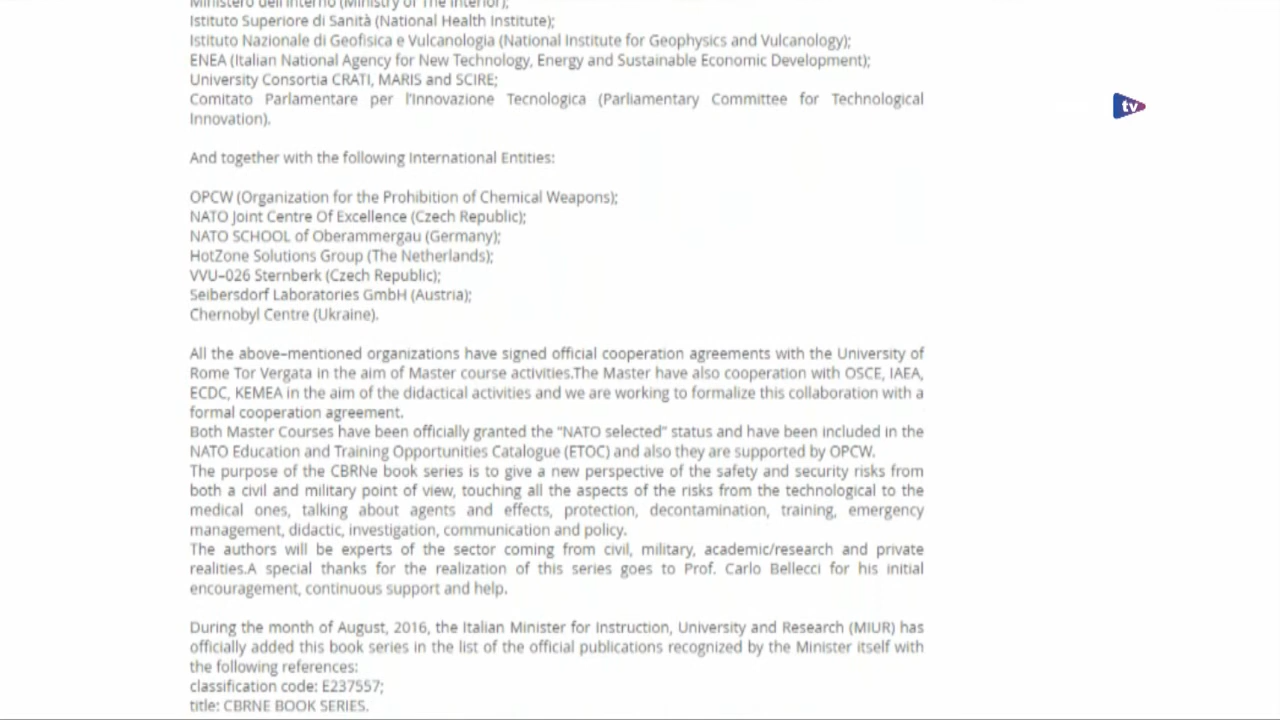 Ministero dell'Interno (Ministry of The Interior);
Istituto Superiore di Sanità (National Health Institute);
Istituto Nazionale di Geofisica e Vulcanologia (National Institute for Geophysics and Vulcanology);
ENEA (Italian National Agency for New Technology, Energy and Sustainable Economic Development);
University Consortia CRATI, MARIS and SCIRE;
Comitato Parlamentare per l'Innovazione Tecnologica (Parliamentary Committee for Technological
Innovation).
tv
And together with the following International Entities:
OPCW (Organization for the Prohibition of Chemical Weapons);
NATO Joint Centre Of Excellence (Czech Republic);
NATO SCHOOL of Oberammergau (Germany);
HotZone Solutions Group (The Netherlands);
VVU–026 Sternberk (Czech Republic);
Seibersdorf Laboratories GmbH (Austria);
Chernobyl Centre (Ukraine).
All the above–mentioned organizations have signed official cooperation agreements with the University of
Rome Tor Vergata in the aim of Master course activities.The Master have also cooperation with OSCE, IAEA,
ECDC, KEMEA in the aim of the didactical activities and we are working to formalize this collaboration with a
formal cooperation agreement.
Both Master Courses have been officially granted the "NATO selected" status and have been included in the
NATO Education and Training Opportunities Catalogue (ETOC) and also they are supported by OPCW.
The purpose of the CBRNe book series is to give a new perspective of the safety and security risks from
both a civil and military point of view, touching all the aspects of the risks from the technological to the
medical ones, talking about agents and effects, protection, decontamination, training, emergency
management, didactic, investigation, communication and policy.
The authors will be experts of the sector coming from civil, military, academic/research and private
realities.A special thanks for the realization of this series goes to Prof. Carlo Bellecci for his initial
encouragement, continuous support and help.
During the month of August, 2016, the Italian Minister for Instruction, University and Research (MIUR) has
officially added this book series in the list of the official publications recognized by the Minister itself with
the following references:
classification code: E237557;
title: CBRNE BOOK SERIES.